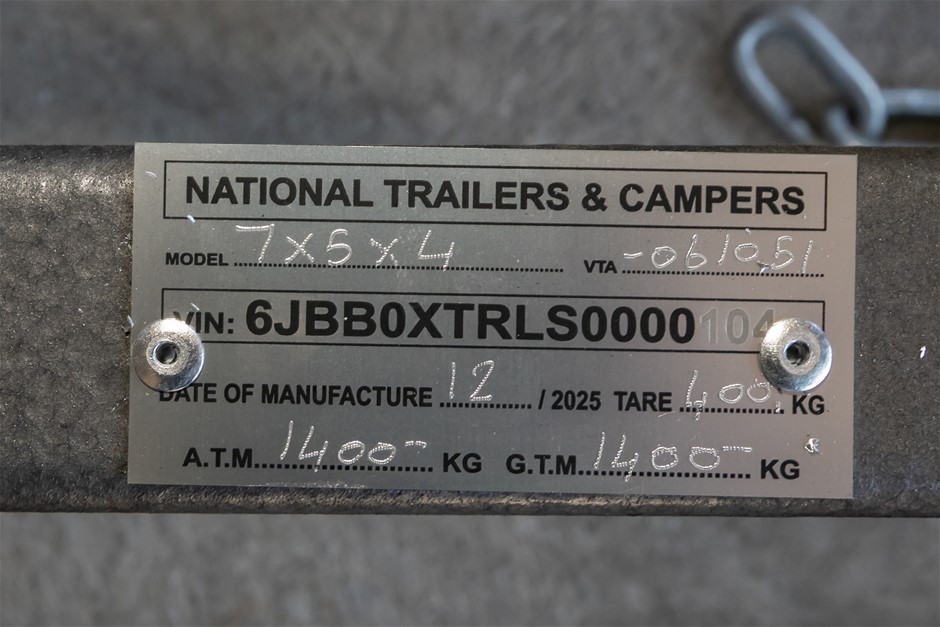 NATIONAL TRAILERS & CAMPERS
MODEL 7x5x4 VTA -061051
VIN: 6JBB0XTRLS0000104
DATE OF MANUFACTURE 12 / 2025 TARE 400 KG
A.T.M. 1400- KG G.T.M. 1400- KG